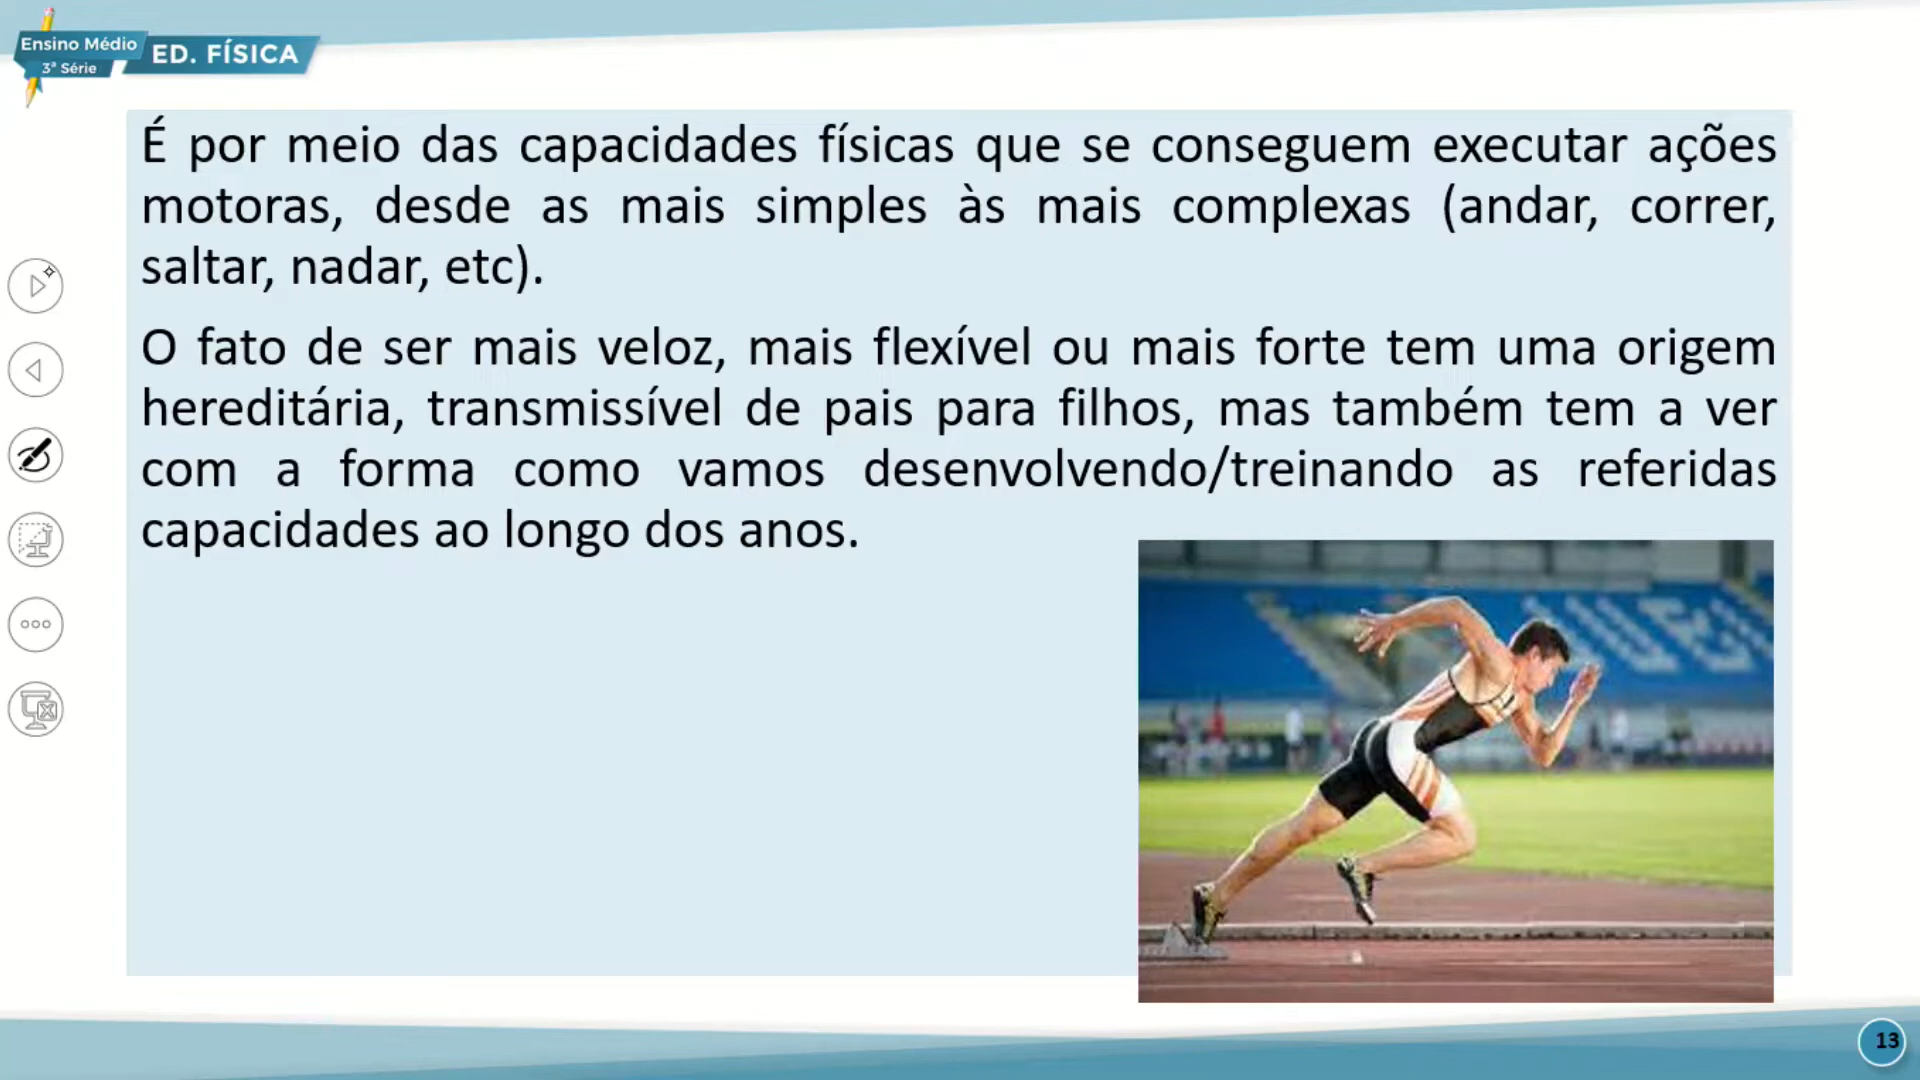 Ensino Médio
3ª Série
ED. FÍSICA
É por meio das capacidades físicas que se conseguem executar ações
motoras, desde as mais simples às mais complexas (andar, correr,
saltar, nadar, etc).
O fato de ser mais veloz, mais flexível ou mais forte tem uma origem
hereditária, transmissível de pais para filhos, mas também tem a ver
com a forma como vamos desenvolvendo/treinando as referidas
capacidades ao longo dos anos.
13